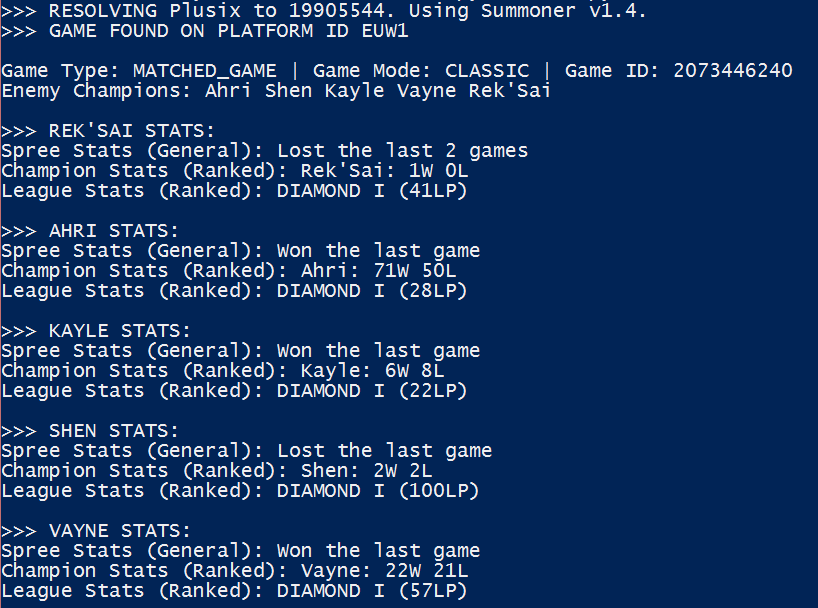 >>> RESOLVING Plusix to 19905544. Using Summoner v1.4.
>>> GAME FOUND ON PLATFORM ID EUW1
Game Type: MATCHED_GAME | Game Mode: CLASSIC | Game ID: 2073446240
Enemy Champions: Ahri Shen Kayle Vayne Rek'Sai
>>> REK'SAI STATS:
Spree Stats (General): Lost the last 2 games
Champion Stats (Ranked): Rek'Sai: 1W 0L
League Stats (Ranked): DIAMOND I (41LP)
>>> AHRI STATS:
Spree Stats (General): Won the last game
Champion Stats (Ranked): Ahri: 71W 50L
League Stats (Ranked): DIAMOND I (28LP)
>>> KAYLE STATS:
Spree Stats (General): Won the last game
Champion Stats (Ranked): Kayle: 6W 8L
League Stats (Ranked): DIAMOND I (22LP)
>>> SHEN STATS:
Spree Stats (General): Lost the last game
Champion Stats (Ranked): Shen: 2W 2L
League Stats (Ranked): DIAMOND I (100LP)
>>> VAYNE STATS:
Spree Stats (General): Won the last game
Champion Stats (Ranked): Vayne: 22W 21L
League Stats (Ranked): DIAMOND I (57LP)